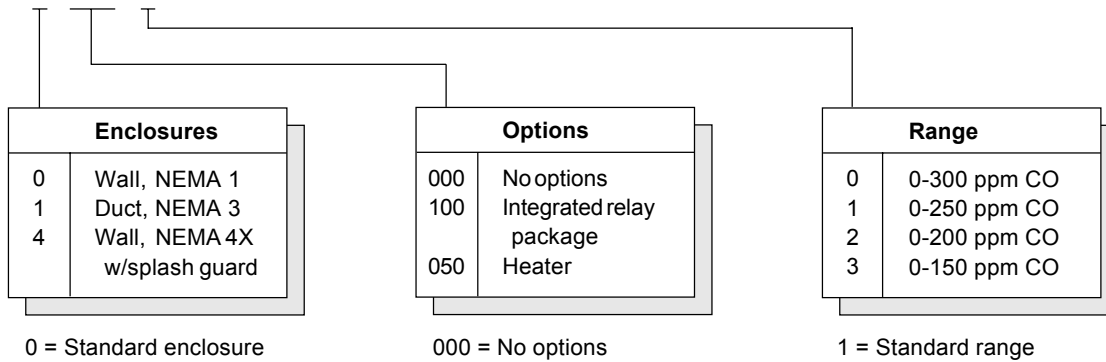 Enclosures
0 Wall, NEMA 1
1 Duct, NEMA 3
4 Wall, NEMA 4X
w/splash guard
0 = Standard enclosure
Options
000 No options
100 Integrated relay
package
050 Heater
000 = No options
Range
0 0-300 ppm CO
1 0-250 ppm CO
2 0-200 ppm CO
3 0-150 ppm CO
1 = Standard range